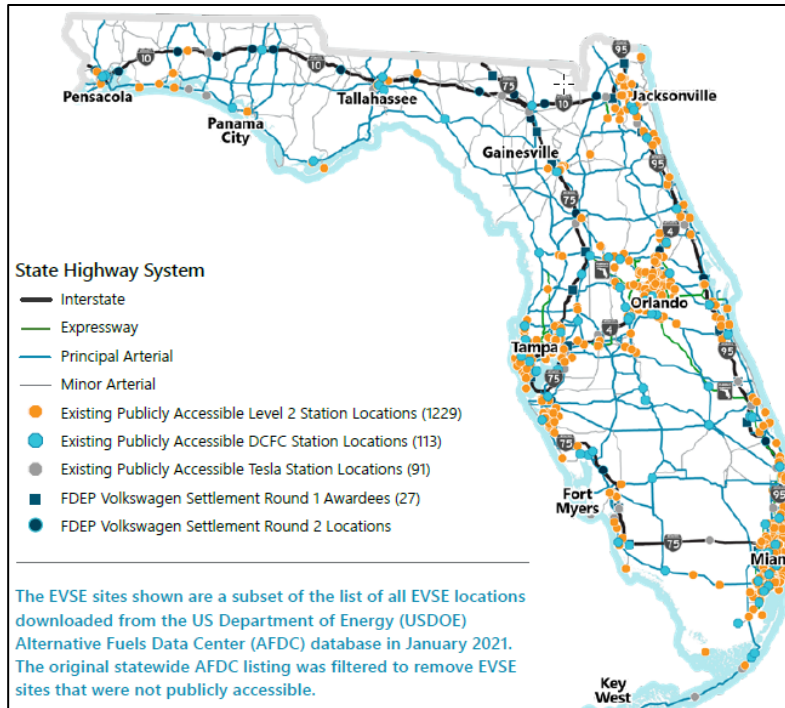 95
10
10
75
10
Pensacola
Tallahassee
Jacksonville
Panama
City
Gainesville
95
75
4
State Highway System
Interstate
Orlando
Expressway
4
Principal Arterial
Tampa
95
Minor Arterial
75
Existing Publicly Accessible Level 2 Station Locations (1229)
Existing Publicly Accessible DCFC Station Locations (113)
75
Existing Publicly Accessible Tesla Station Locations (91)
FDEP Volkswagen Settlement Round 1 Awardees (27)
Fort
Myers
95
FDEP Volkswagen Settlement Round 2 Locations
75
Miam
The EVSE sites shown are a subset of the list of all EVSE locations
downloaded from the US Department of Energy (USDOE)
Alternative Fuels Data Center (AFDC) database in January 2021.
The original statewide AFDC listing was filtered to remove EVSE
sites that were not publicly accessible.
Key
West